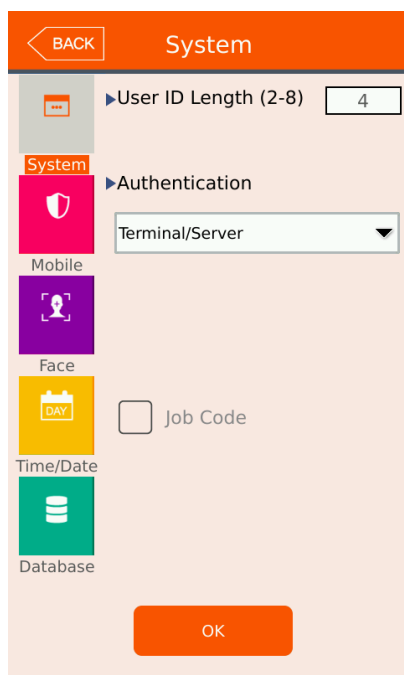 BACK
System
▶User ID Length (2-8)
4
System
▶Authentication
Terminal/Server
Mobile
Face
DAY
Job Code
Time/Date
Database
OK